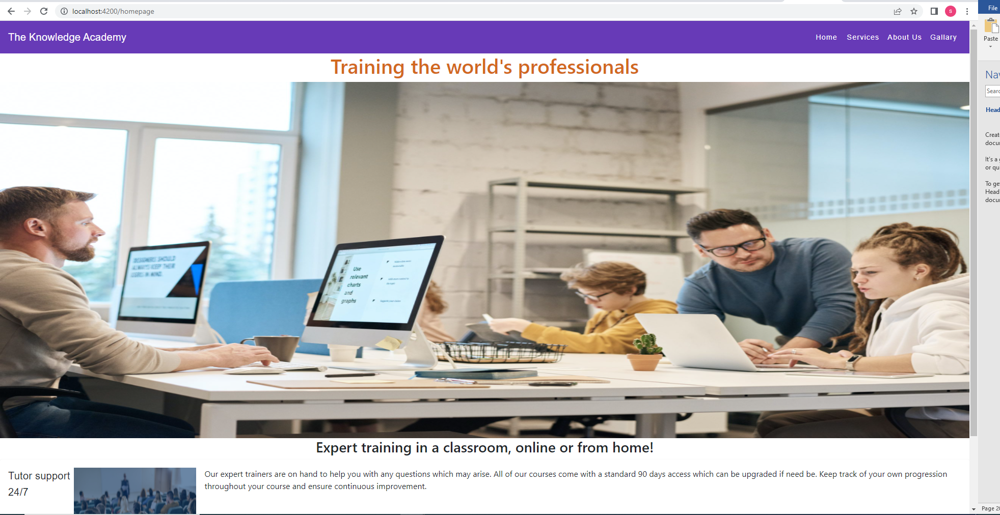 localhost:4200/homepage
S
File
The Knowledge Academy
Home Services About Us Gallary
Paste
Training the world's professionals
DESIGNERS SHOULD
ALWAYS KEEP THEIR
USERS IN MIND.
Use
relevant
charts
and
graphs
Expert training in a classroom, online or from home!
Tutor support
24/7
Our expert trainers are on hand to help you with any questions which may arise. All of our courses come with a standard 90 days access which can be upgraded if need be. Keep track of your own progression
throughout your course and ensure continuous improvement.
Nav
Searc
Head
Creat
docu
It's a
or qu
To ge
Head
docu
Page 20